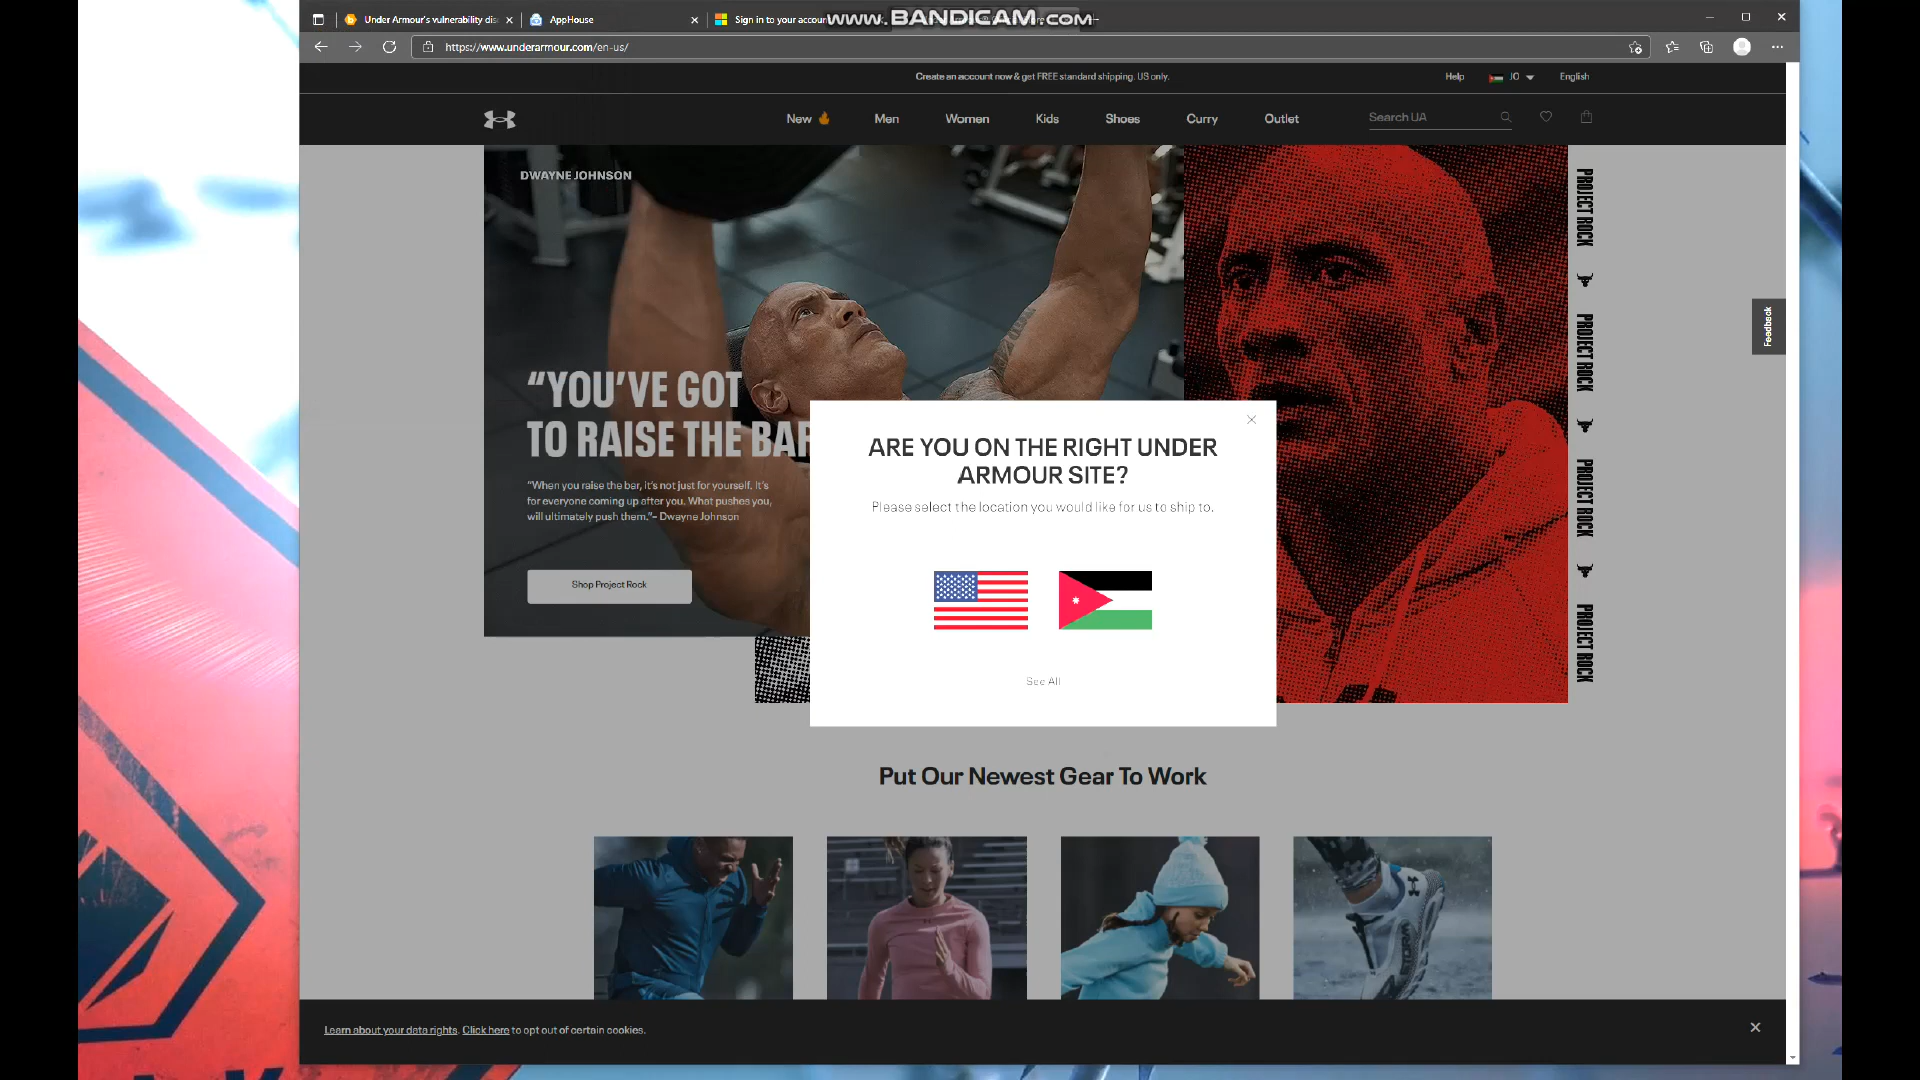 Under Armour's vulnerability dis
AppHouse
Sign in to your accoun
www.BANDICAM.com
https://www.underarmour.com/en-us/
Create an account now & get FREE standard shipping. US only.
Help
JO
English
New
Men
Women
Kids
Shoes
Curry
Outlet
Search UA
DWAYNE JOHNSON
“YOU’VE GOT
TO RAISE THE BAR
“When you raise the bar, it’s not just for yourself. It’s
for everyone coming up after you. What pushes you,
will ultimately push them.”– Dwayne Johnson
Shop Project Rock
PROJECT ROCK
PROJECT ROCK
PROJECT ROCK
PROJECT ROCK
Feedback
ARE YOU ON THE RIGHT UNDER
ARMOUR SITE?
Please select the location you would like for us to ship to.
See All
Put Our Newest Gear To Work
Learn about your data rights. Click here to opt out of certain cookies.